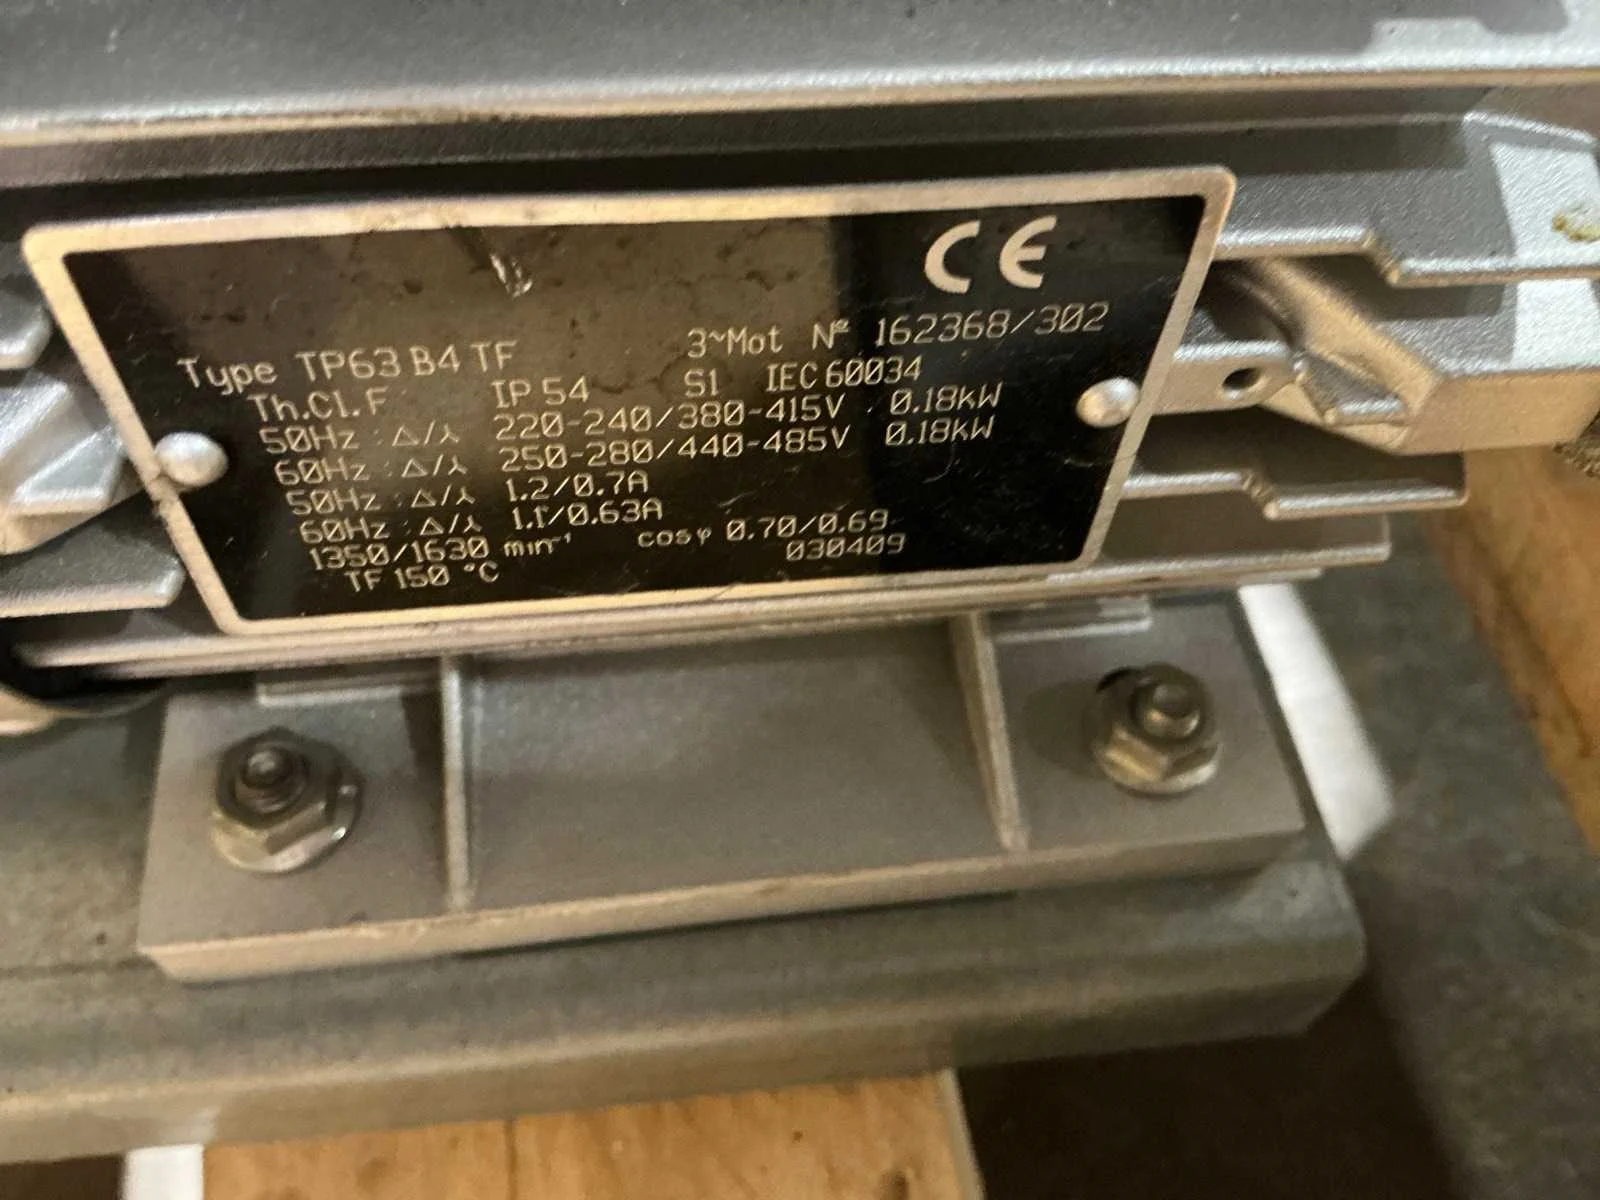 CE
Type TP63 B4 TF 3~Mot Nº 162368/302
Th.Cl.F IP 54 S1 IEC 60034
50Hz : Δ/⅄ 220-240/380-415V 0.18kW
60Hz : Δ/⅄ 250-280/440-485V 0.18kW
50Hz : Δ/⅄ 1.2/0.7A
60Hz : Δ/⅄ 1.1/0.63A
1350/1630 min⁻¹ cosφ 0.70/0.69
TF 150 °C 030409